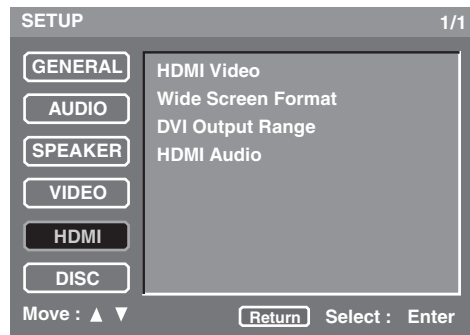 SETUP 1/1
GENERAL
AUDIO
SPEAKER
VIDEO
HDMI
DISC
HDMI Video
Wide Screen Format
DVI Output Range
HDMI Audio
Move : ▲ ▼ Return Select : Enter